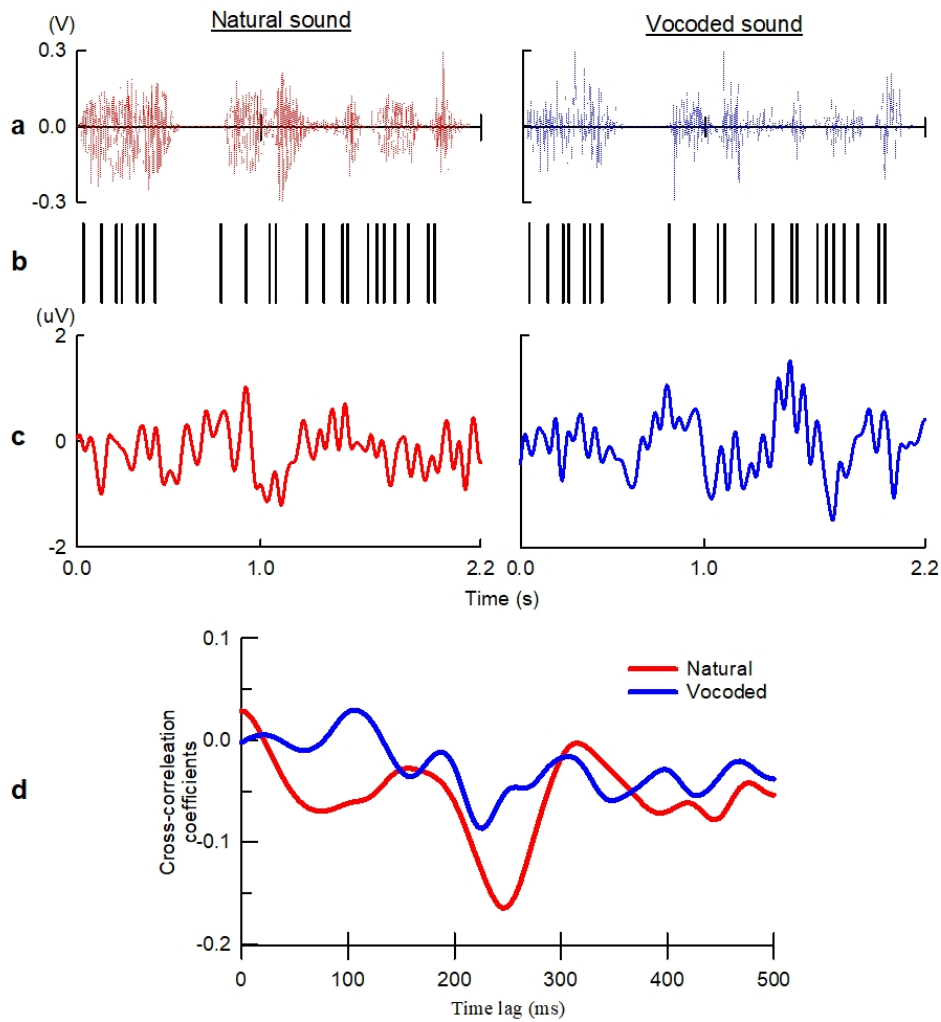 (V)
Natural sound
Vocoded sound
0.3
a
0.0
-0.3
b
(uV)
2
c
0
-2
0.0
1.0
2.2
0.0
1.0
2.2
Time (s)
0.1
Natural
Vocoded
0.0
d
Cross-correleation
coefficients
-0.1
-0.2
0
100
200
300
400
500
Time lag (ms)